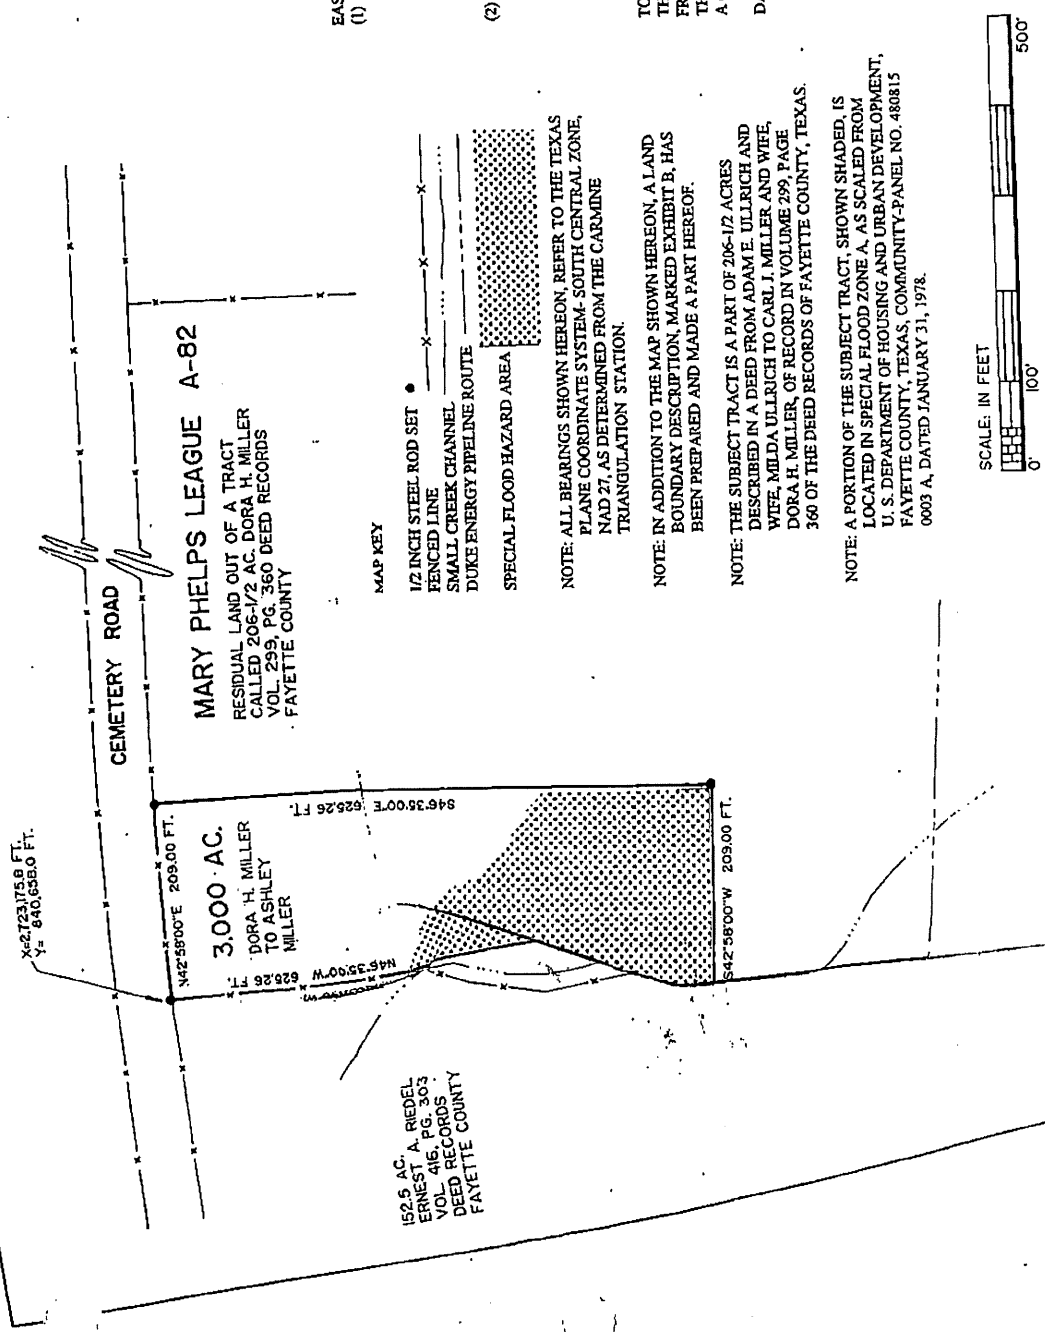 EAS
(1)
(2)
TO
TH
FR
TH
A
D
X=2,723,175.8 FT.
Y= 840,658.0 FT.
CEMETERY ROAD
N42°58'00"E 209.00 FT.
3.000 AC.
DORA H. MILLER
TO ASHLEY
MILLER
N46°35'00"W 625.26 FT.
S46°35'00"E 625.26 FT.
S42°58'00"W 209.00 FT.
MARY PHELPS LEAGUE A-82
RESIDUAL LAND OUT OF A TRACT
CALLED 206-1/2 AC. DORA H. MILLER
VOL. 299, PG. 360 DEED RECORDS
FAYETTE COUNTY
152.5 AC.
ERNEST A. RIEDEL
VOL. 416, PG. 303
DEED RECORDS
FAYETTE COUNTY
MAP KEY
1/2 INCH STEEL ROD SET
FENCED LINE
SMALL CREEK CHANNEL
DUKE ENERGY PIPELINE ROUTE
SPECIAL FLOOD HAZARD AREA
NOTE: ALL BEARINGS SHOWN HEREON, REFER TO THE TEXAS
PLANE COORDINATE SYSTEM- SOUTH CENTRAL ZONE,
NAD 27, AS DETERMINED FROM THE CARMINE
TRIANGULATION STATION.
NOTE: IN ADDITION TO THE MAP SHOWN HEREON, A LAND
BOUNDARY DESCRIPTION, MARKED EXHIBIT B, HAS
BEEN PREPARED AND MADE A PART HEREOF.
NOTE: THE SUBJECT TRACT IS A PART OF 206-1/2 ACRES
DESCRIBED IN A DEED FROM ADAM E. ULLRICH AND
WIFE, MILDA ULLRICH TO CARL J. MILLER AND WIFE,
DORA H. MILLER, OF RECORD IN VOLUME 299, PAGE
360 OF THE DEED RECORDS OF FAYETTE COUNTY, TEXAS.
NOTE: A PORTION OF THE SUBJECT TRACT, SHOWN SHADED, IS
LOCATED IN SPECIAL FLOOD ZONE A, AS SCALED FROM
U. S. DEPARTMENT OF HOUSING AND URBAN DEVELOPMENT,
FAYETTE COUNTY, TEXAS, COMMUNITY-PANEL NO. 480815
0003 A, DATED JANUARY 31, 1978.
SCALE: IN FEET
0' 100' 500'